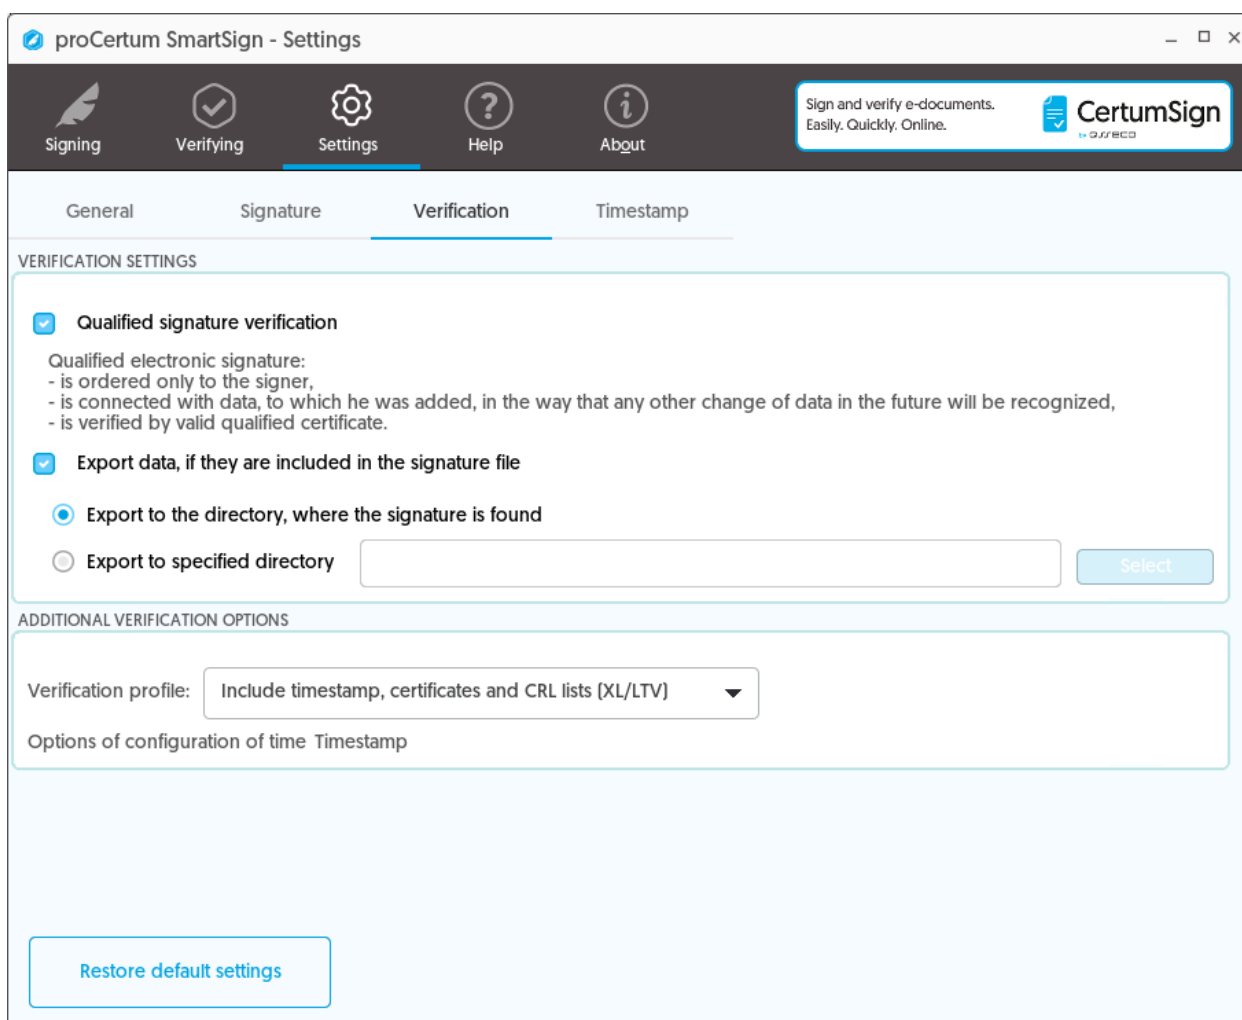 proCertum SmartSign - Settings
Signing
Verifying
Settings
Help
About
Sign and verify e-documents.
Easily. Quickly. Online.
CertumSign
by asseco
General
Signature
Verification
Timestamp
VERIFICATION SETTINGS
Qualified signature verification
Qualified electronic signature:
- is ordered only to the signer,
- is connected with data, to which he was added, in the way that any other change of data in the future will be recognized,
- is verified by valid qualified certificate.
Export data, if they are included in the signature file
Export to the directory, where the signature is found
Export to specified directory
Select
ADDITIONAL VERIFICATION OPTIONS
Verification profile:
Include timestamp, certificates and CRL lists (XL/LTV)
Options of configuration of time Timestamp
Restore default settings